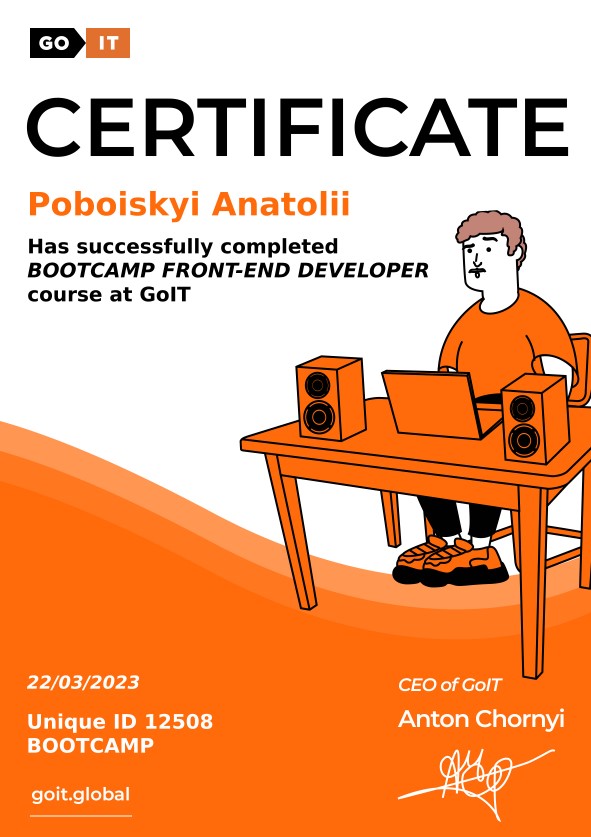 GO IT
CERTIFICATE
Poboiskyi Anatolii
Has successfully completed
BOOTCAMP FRONT-END DEVELOPER
course at GoIT
22/03/2023
Unique ID 12508
BOOTCAMP
goit.global
CEO of GoIT
Anton Chornyi